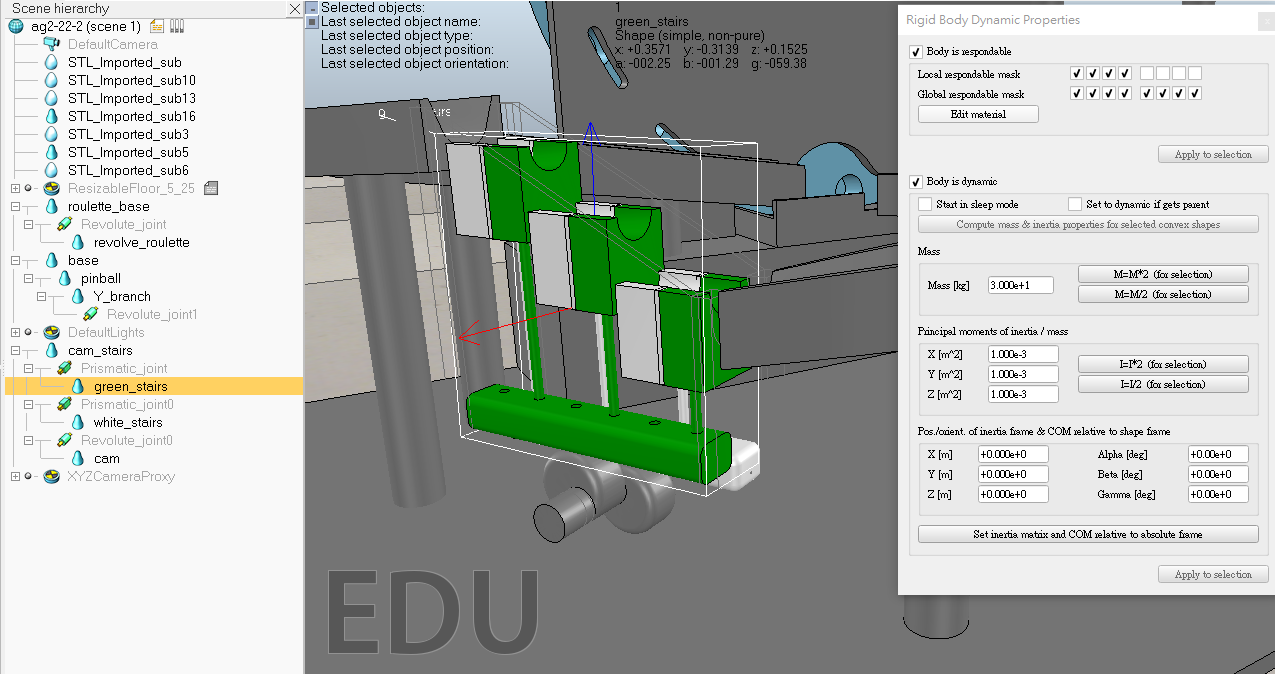 Scene hierarchy
ag2-22-2 (scene 1)
DefaultCamera
STL_Imported_sub
STL_Imported_sub10
STL_Imported_sub13
STL_Imported_sub16
STL_Imported_sub3
STL_Imported_sub5
STL_Imported_sub6
ResizableFloor_5_25
roulette_base
Revolute_joint
revolve_roulette
base
pinball
Y_branch
Revolute_joint1
DefaultLights
cam_stairs
Prismatic_joint
green_stairs
Prismatic_joint0
white_stairs
Revolute_joint0
cam
XYZCameraProxy
Selected objects: 1
Last selected object name: green_stairs
Last selected object type: Shape (simple, non-pure)
Last selected object position: x: +0.3571 y: -0.3139 z: +0.1525
Last selected object orientation: a: -002.25 b: -001.29 g: -059.38
EDU
Rigid Body Dynamic Properties
Body is respondable
Local respondable mask
Global respondable mask
Edit material
Apply to selection
Body is dynamic
Start in sleep mode
Set to dynamic if gets parent
Compute mass & inertia properties for selected convex shapes
Mass
Mass [kg] 3.000e+1
M=M*2 (for selection)
M=M/2 (for selection)
Principal moments of inertia / mass
X [m^2] 1.000e-3
Y [m^2] 1.000e-3
Z [m^2] 1.000e-3
I=I*2 (for selection)
I=I/2 (for selection)
Pos./orient. of inertia frame & COM relative to shape frame
X [m] +0.000e+0 Alpha [deg] +0.00e+0
Y [m] +0.000e+0 Beta [deg] +0.00e+0
Z [m] +0.000e+0 Gamma [deg] +0.00e+0
Set inertia matrix and COM relative to absolute frame
Apply to selection